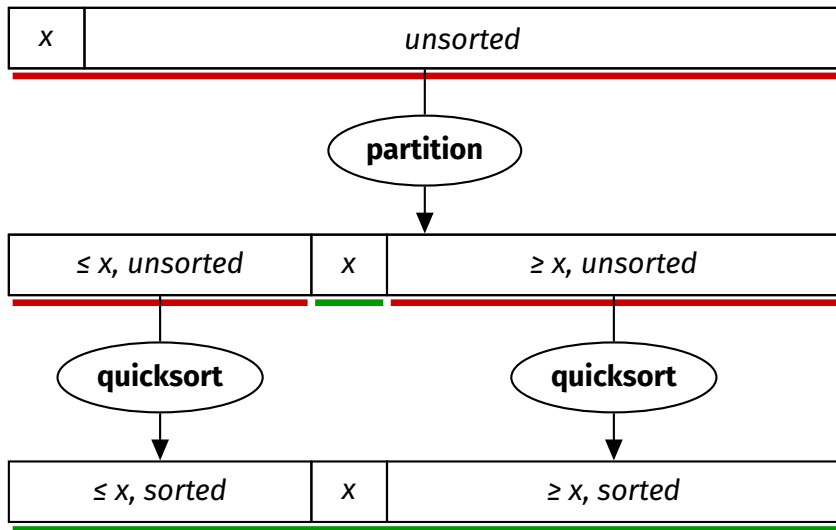 x unsorted
partition
≤ x, unsorted x ≥ x, unsorted
quicksort quicksort
≤ x, sorted x ≥ x, sorted